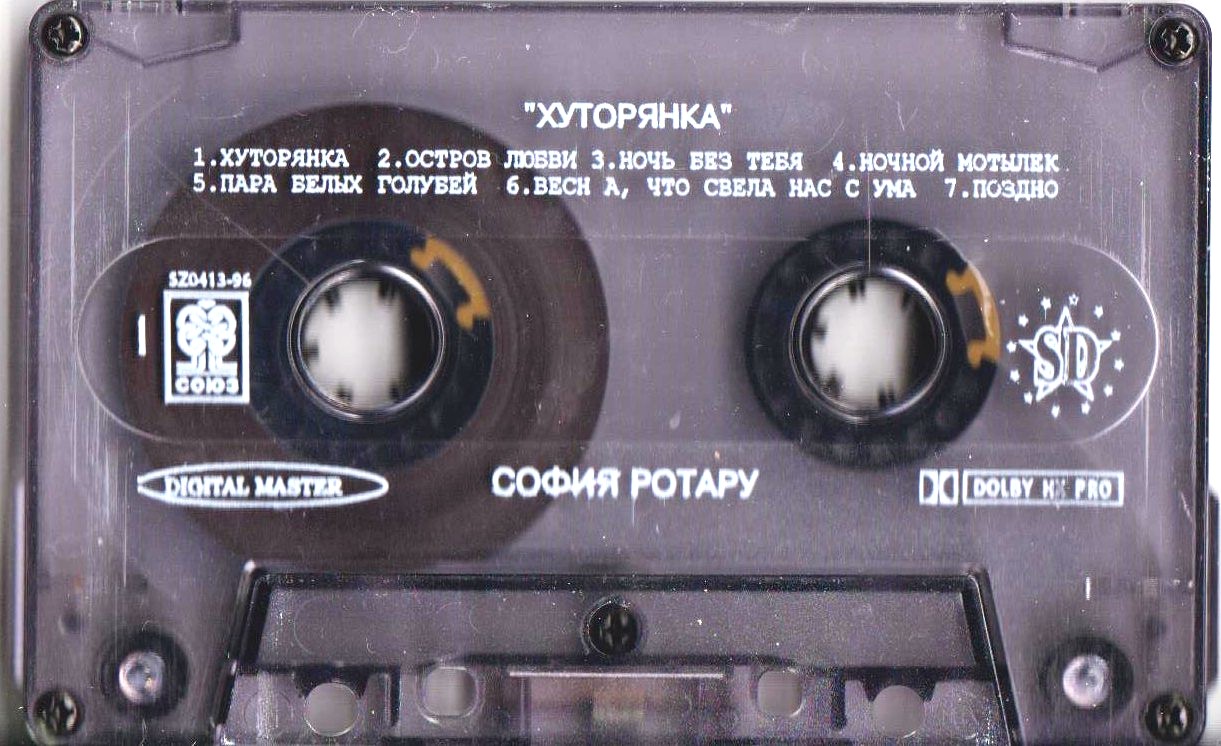 "ХУТОРЯНКА"
1.ХУТОРЯНКА 2.ОСТРОВ ЛЮБВИ 3.НОЧЬ БЕЗ ТЕБЯ 4.НОЧНОЙ МОТЫЛЕК
5.ПАРА БЕЛЫХ ГОЛУБЕЙ 6.ВЕСН А, ЧТО СВЕЛА НАС С УМА 7.ПОЗДНО
SZ0413-96
СОЮЗ
SD
DIGITAL MASTER
СОФИЯ РОТАРУ
DOLBY HX PRO